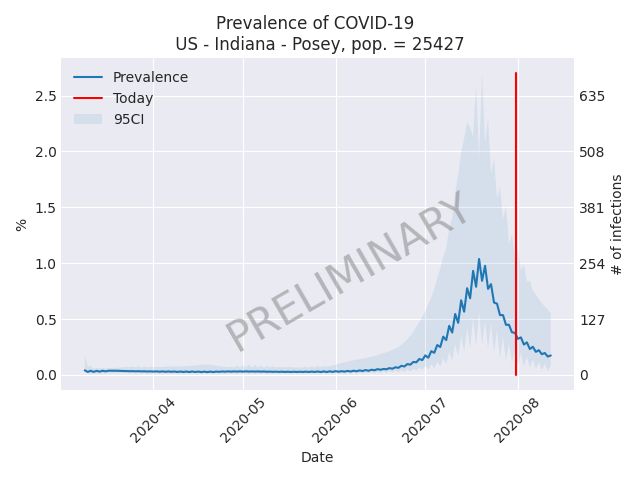 Prevalence of COVID-19
US - Indiana - Posey, pop. = 25427
Prevalence
Today
95CI
2.5
2.0
1.5
1.0
0.5
0.0
%
635
508
381
254
127
0
# of infections
PRELIMINARY
2020-04
2020-05
2020-06
2020-07
2020-08
Date